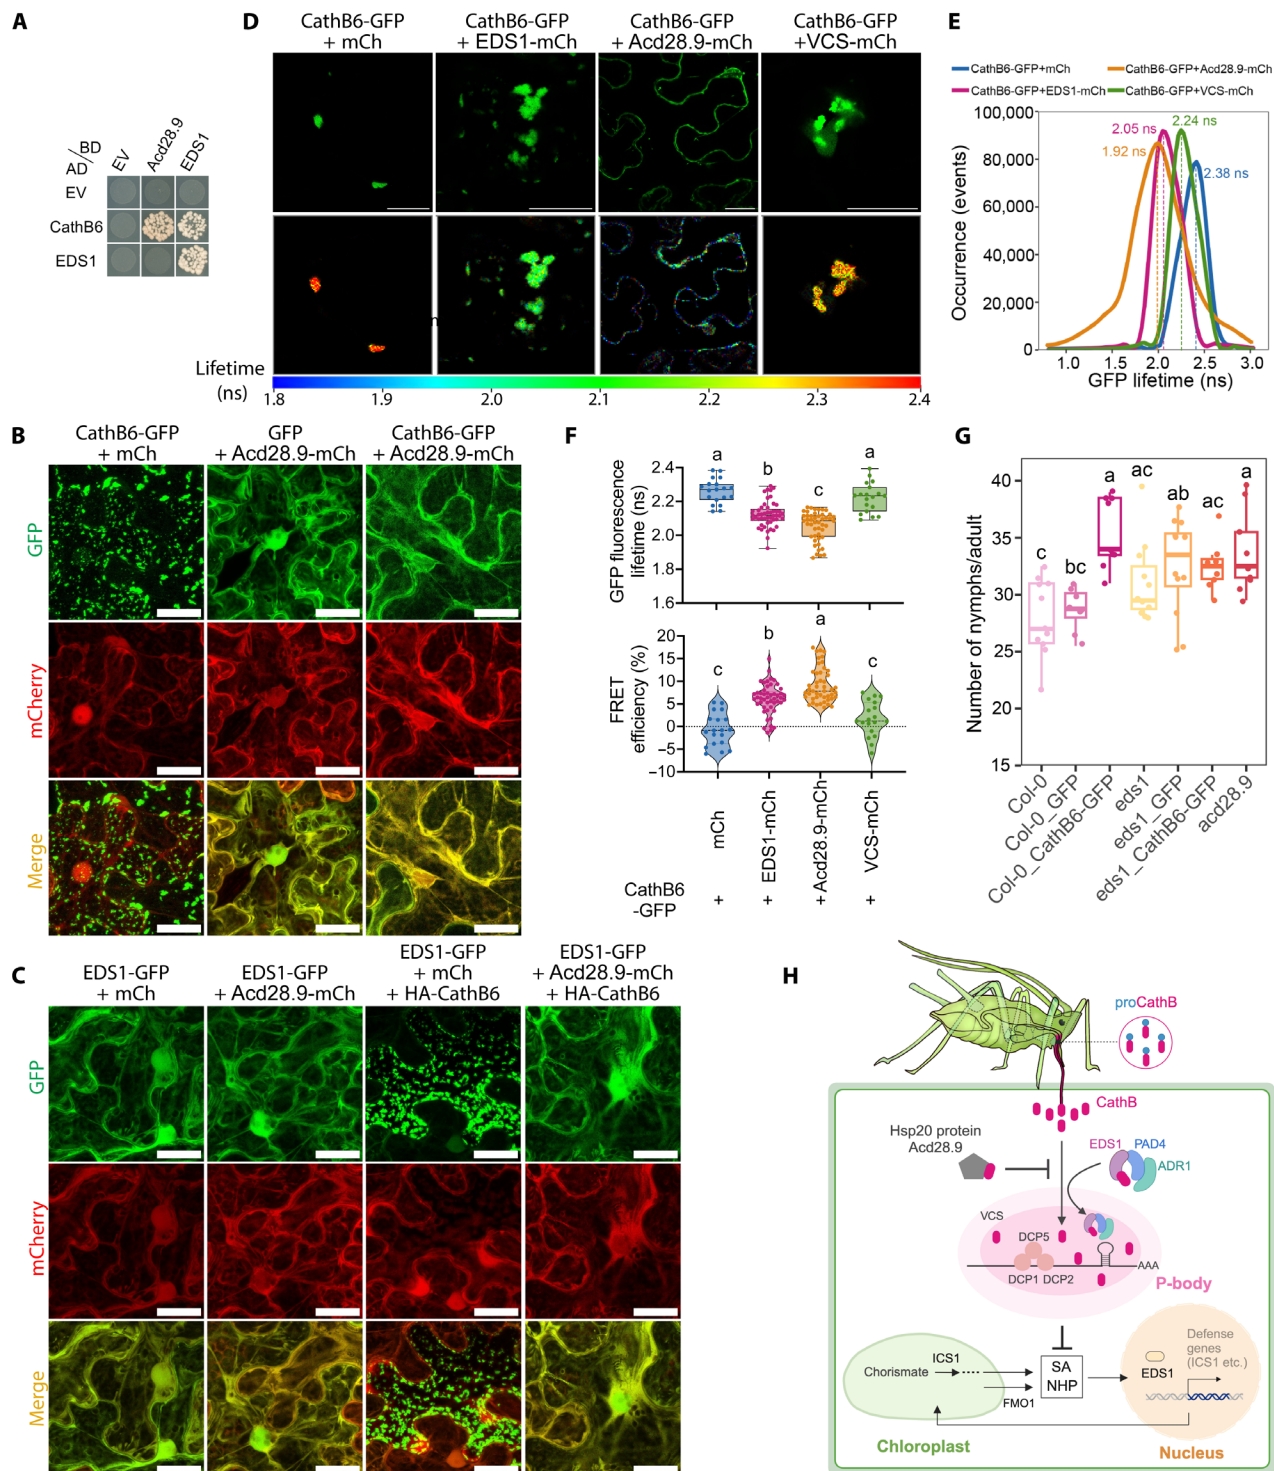 A
BD
AD
EV
Acd28.9
EDS1
EV
CathB6
EDS1
D
CathB6-GFP
+ mCh
CathB6-GFP
+ EDS1-mCh
CathB6-GFP
+ Acd28.9-mCh
CathB6-GFP
+VCS-mCh
Lifetime
(ns)
1.8
1.9
2.0
2.1
2.2
2.3
2.4
E
CathB6-GFP+mCh
CathB6-GFP+Acd28.9-mCh
CathB6-GFP+EDS1-mCh
CathB6-GFP+VCS-mCh
Occurrence (events)
100,000
80,000
60,000
40,000
20,000
0
2.05 ns
2.24 ns
1.92 ns
2.38 ns
1.0
1.5
2.0
2.5
3.0
GFP lifetime (ns)
B
CathB6-GFP
+ mCh
GFP
+ Acd28.9-mCh
CathB6-GFP
+ Acd28.9-mCh
GFP
mCherry
Merge
C
EDS1-GFP
+ mCh
EDS1-GFP
+ Acd28.9-mCh
EDS1-GFP
+ mCh
+ HA-CathB6
EDS1-GFP
+ Acd28.9-mCh
+ HA-CathB6
GFP
mCherry
Merge
F
GFP fluorescence
lifetime (ns)
2.4
2.2
2.0
1.8
1.6
a
b
c
a
FRET
efficiency (%)
20
15
10
5
0
−5
−10
c
b
a
c
mCh
EDS1-mCh
Acd28.9-mCh
VCS-mCh
CathB6
-GFP
+
+
+
+
G
Number of nymphs/adult
40
35
30
25
20
15
c
bc
a
ac
ab
ac
a
Col-0
Col-0_GFP
Col-0_CathB6-GFP
eds1
eds1_GFP
eds1_CathB6-GFP
acd28.9
H
proCathB
CathB
Hsp20 protein
Acd28.9
EDS1
PAD4
ADR1
VCS
DCP5
DCP1
DCP2
AAA
P-body
Chorismate
ICS1
FMO1
SA
NHP
EDS1
Defense
genes
(ICS1 etc.)
Chloroplast
Nucleus